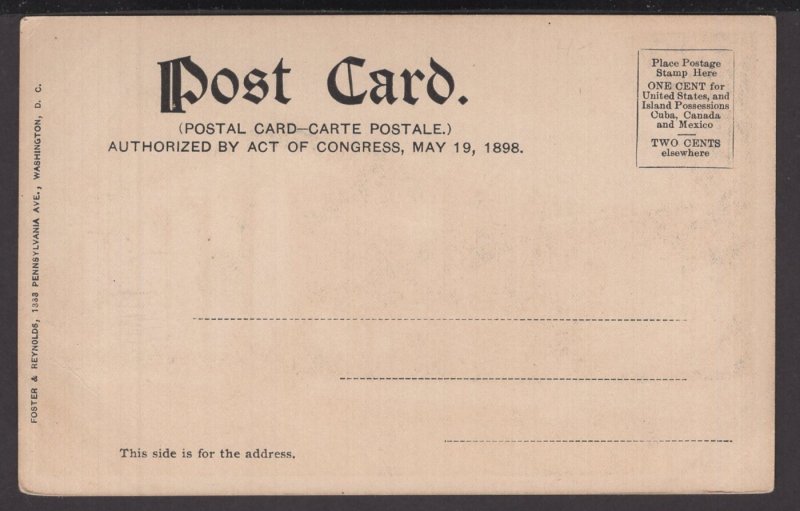 Post Card.
(POSTAL CARD—CARTE POSTALE.)
AUTHORIZED BY ACT OF CONGRESS, MAY 19, 1898.
Place Postage
Stamp Here
ONE CENT for
United States, and
Island Possessions
Cuba, Canada
and Mexico
TWO CENTS
elsewhere
FOSTER & REYNOLDS, 1333 PENNSYLVANIA AVE., WASHINGTON, D. C.
This side is for the address.